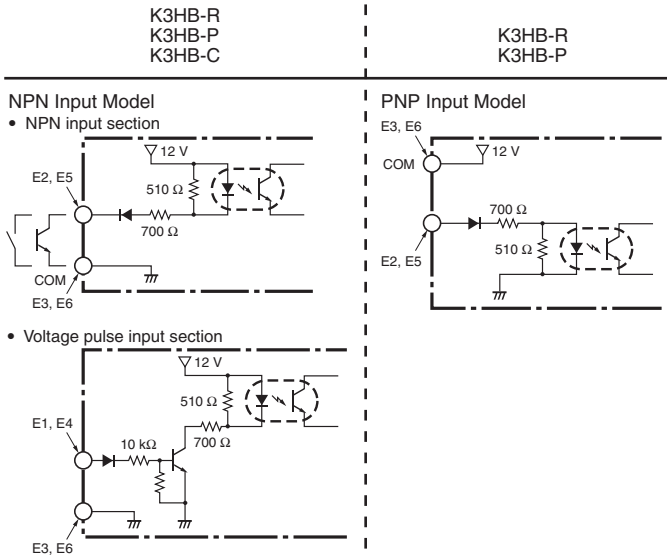 K3HB-R
K3HB-P
K3HB-C
K3HB-R
K3HB-P
NPN Input Model
• NPN input section
12 V
E2, E5
510 Ω
700 Ω
COM
E3, E6
• Voltage pulse input section
12 V
510 Ω
E1, E4
10 kΩ
700 Ω
E3, E6
PNP Input Model
E3, E6
12 V
COM
700 Ω
510 Ω
E2, E5